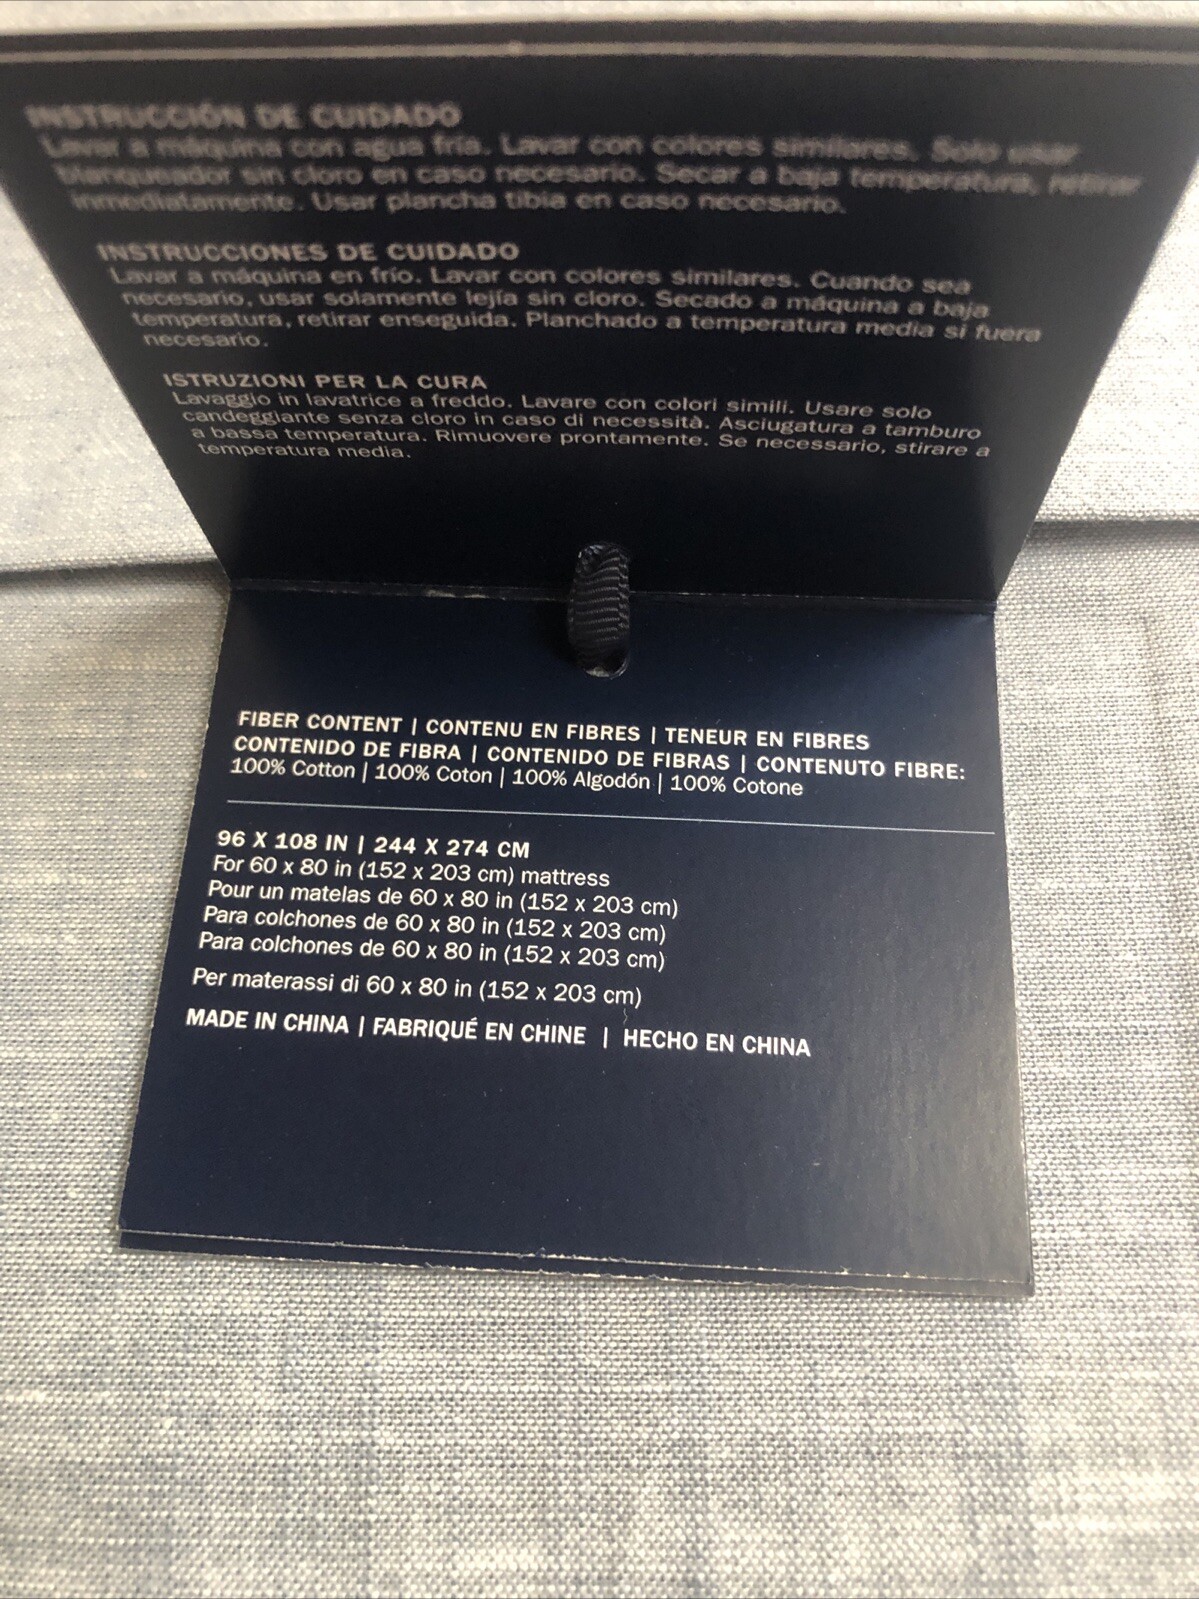 INSTRUCCIÓN DE CUIDADO
Lavar a máquina con agua fría. Lavar con colores similares. Solo usar
blanqueador sin cloro en caso necesario. Secar a baja temperatura, retirar
inmediatamente. Usar plancha tibia en caso necesario.
INSTRUCCIONES DE CUIDADO
Lavar a máquina en frío. Lavar con colores similares. Cuando sea
necesario, usar solamente lejía sin cloro. Secado a máquina a baja
temperatura, retirar enseguida. Planchado a temperatura media si fuera
necesario.
ISTRUZIONI PER LA CURA
Lavaggio in lavatrice a freddo. Lavare con colori simili. Usare solo
candeggiante senza cloro in caso di necessità. Asciugatura a tamburo
a bassa temperatura. Rimuovere prontamente. Se necessario, stirare a
temperatura media.
FIBER CONTENT | CONTENU EN FIBRES | TENEUR EN FIBRES
CONTENIDO DE FIBRA | CONTENIDO DE FIBRAS | CONTENUTO FIBRE:
100% Cotton | 100% Coton | 100% Algodón | 100% Cotone
96 X 108 IN | 244 X 274 CM
For 60 x 80 in (152 x 203 cm) mattress
Pour un matelas de 60 x 80 in (152 x 203 cm)
Para colchones de 60 x 80 in (152 x 203 cm)
Para colchones de 60 x 80 in (152 x 203 cm)
Per materassi di 60 x 80 in (152 x 203 cm)
MADE IN CHINA | FABRIQUÉ EN CHINE | HECHO EN CHINA